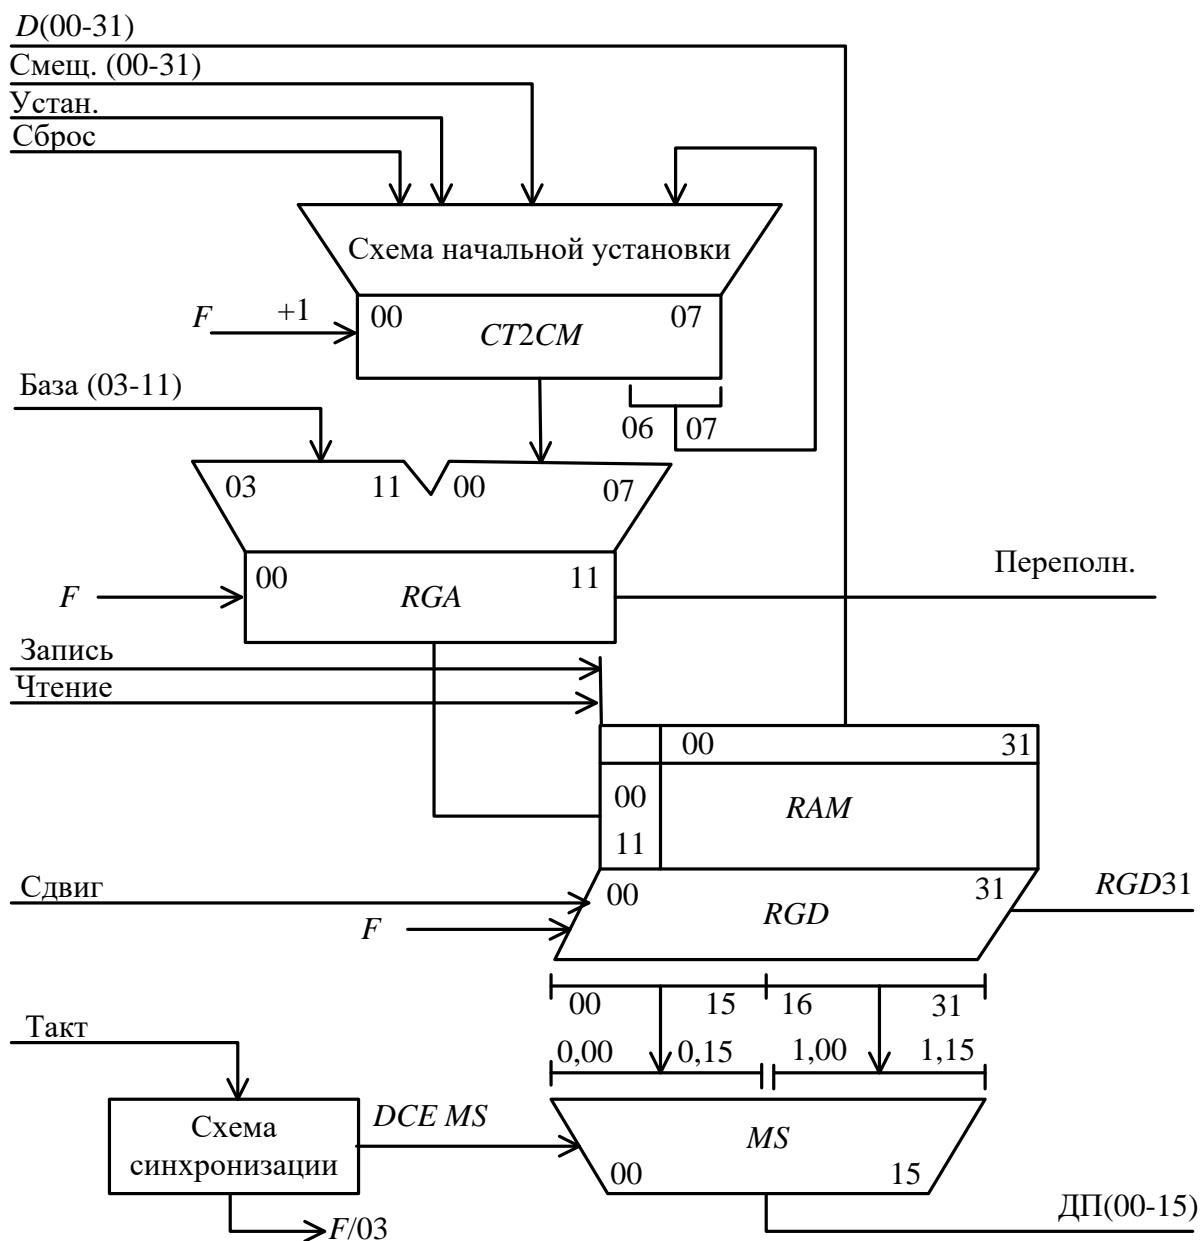 D(00-31)
Смещ. (00-31)
Устан.
Сброс
Схема начальной установки
F
+1
00
07
CT2CM
База (03-11)
06
07
03
11
00
07
00
11
Переполн.
F
RGA
Запись
Чтение
00
31
00
RAM
11
Сдвиг
00
31
RGD31
RGD
F
00
15
16
31
Такт
0,00
0,15
1,00
1,15
Схема
синхронизации
DCE MS
MS
00
15
F/03
ДП(00-15)